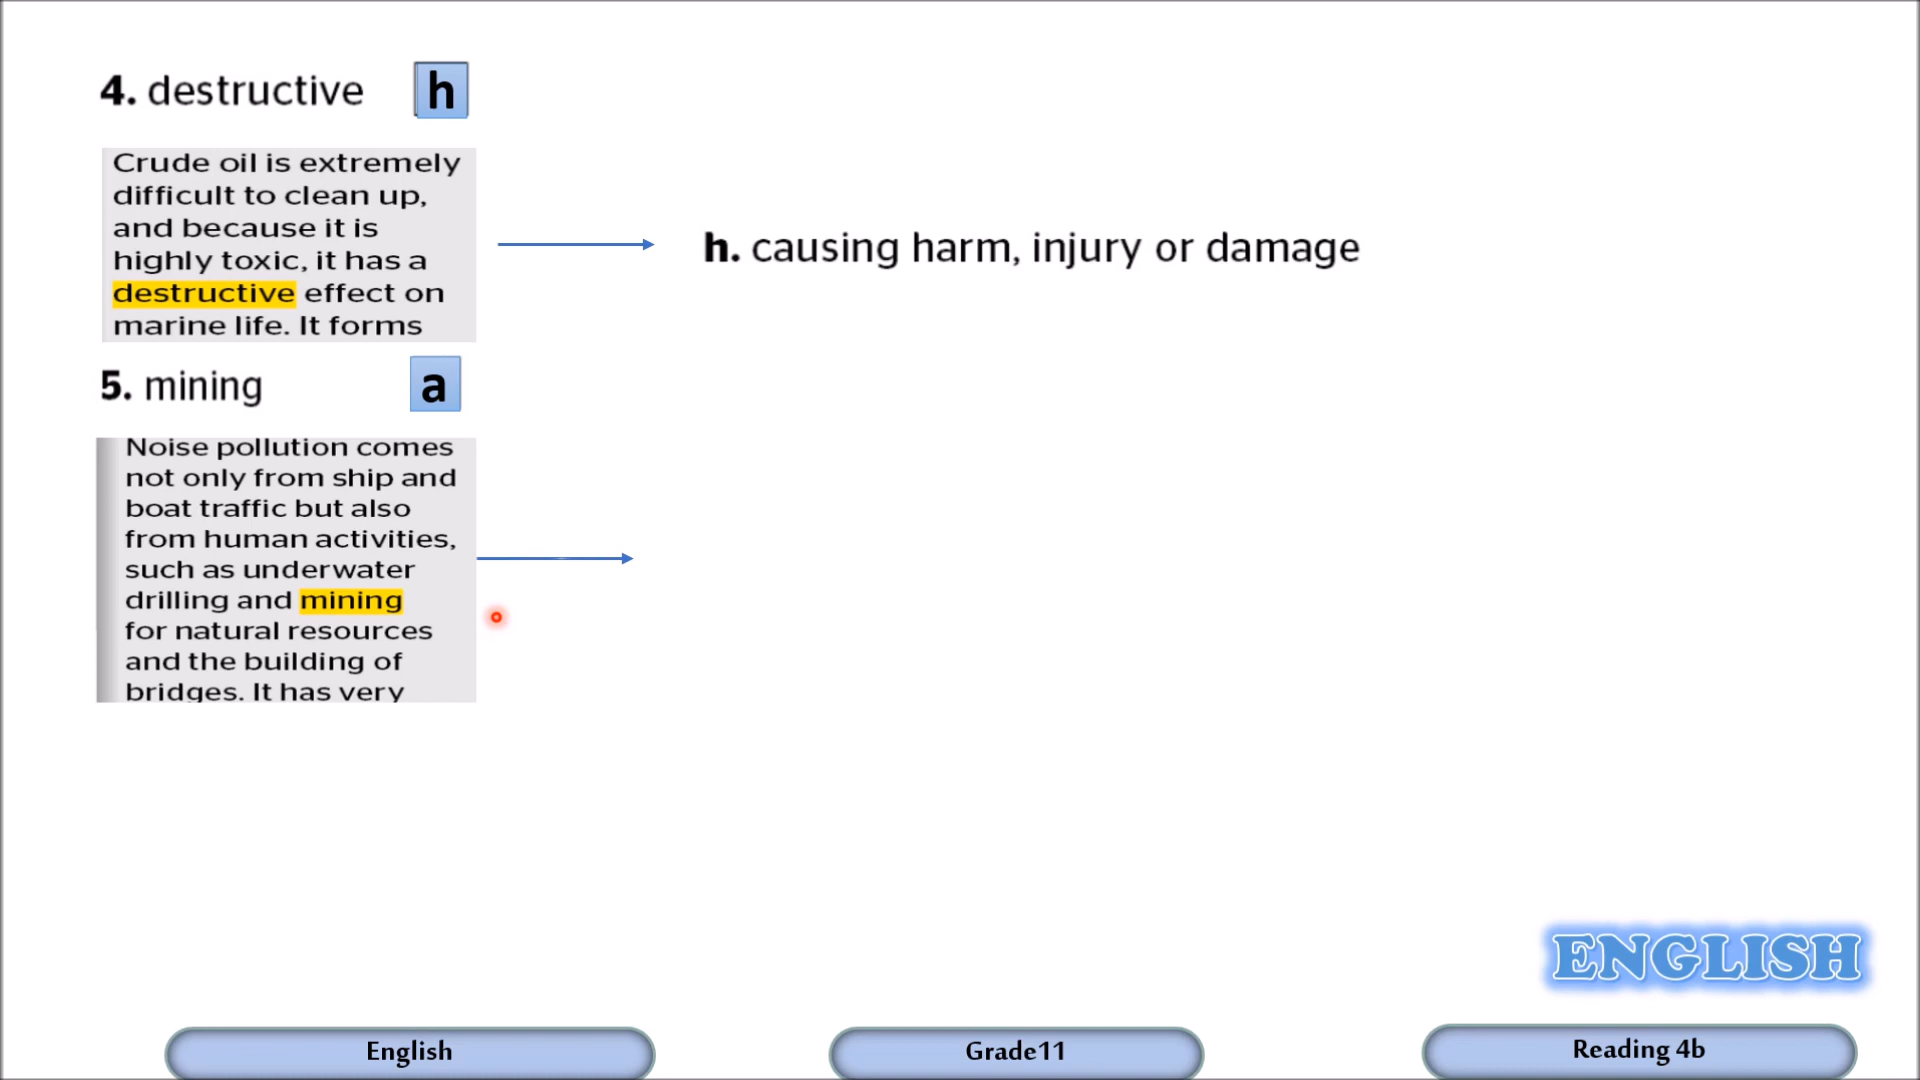 4. destructive h
Crude oil is extremely
difficult to clean up,
and because it is
highly toxic, it has a
destructive effect on
marine life. It forms
h. causing harm, injury or damage
5. mining a
Noise pollution comes
not only from ship and
boat traffic but also
from human activities,
such as underwater
drilling and mining
for natural resources
and the building of
bridges. It has very
ENGLISH
English
Grade11
Reading 4b